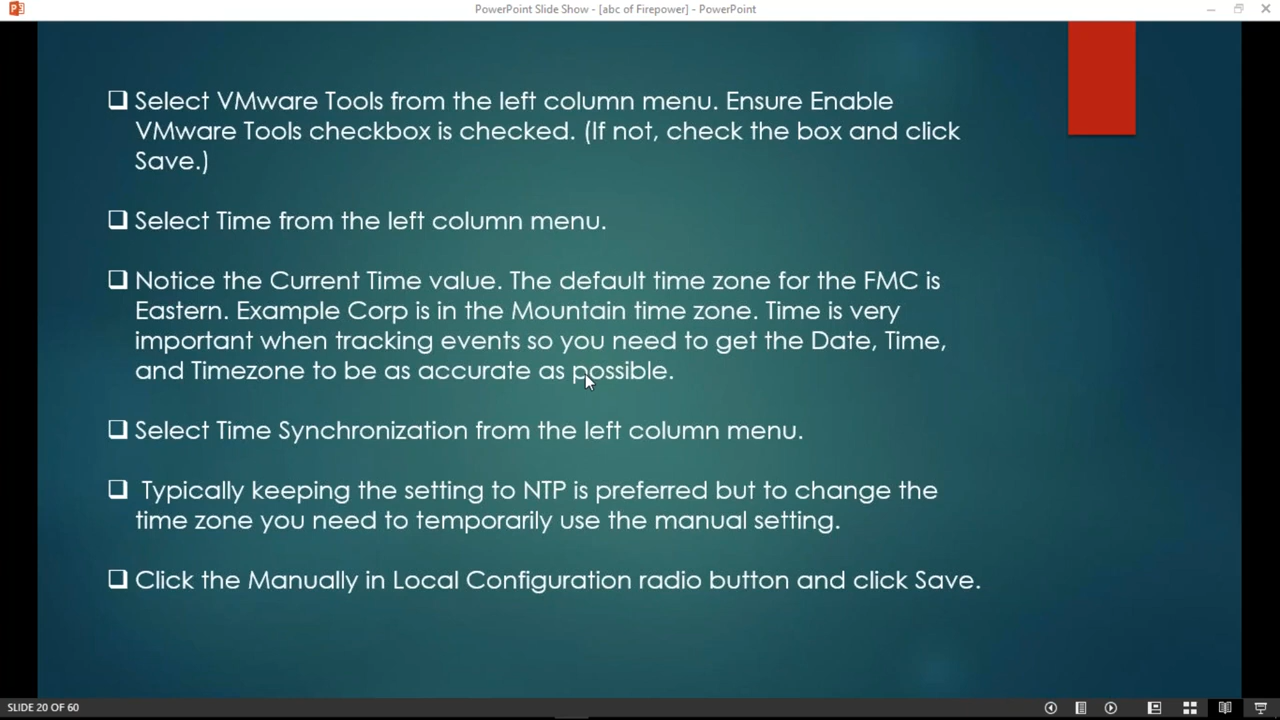 PowerPoint Slide Show - [abc of Firepower] - PowerPoint
Select VMware Tools from the left column menu. Ensure Enable
VMware Tools checkbox is checked. (If not, check the box and click
Save.)
Select Time from the left column menu.
Notice the Current Time value. The default time zone for the FMC is
Eastern. Example Corp is in the Mountain time zone. Time is very
important when tracking events so you need to get the Date, Time,
and Timezone to be as accurate as possible.
Select Time Synchronization from the left column menu.
Typically keeping the setting to NTP is preferred but to change the
time zone you need to temporarily use the manual setting.
Click the Manually in Local Configuration radio button and click Save.
SLIDE 20 OF 60